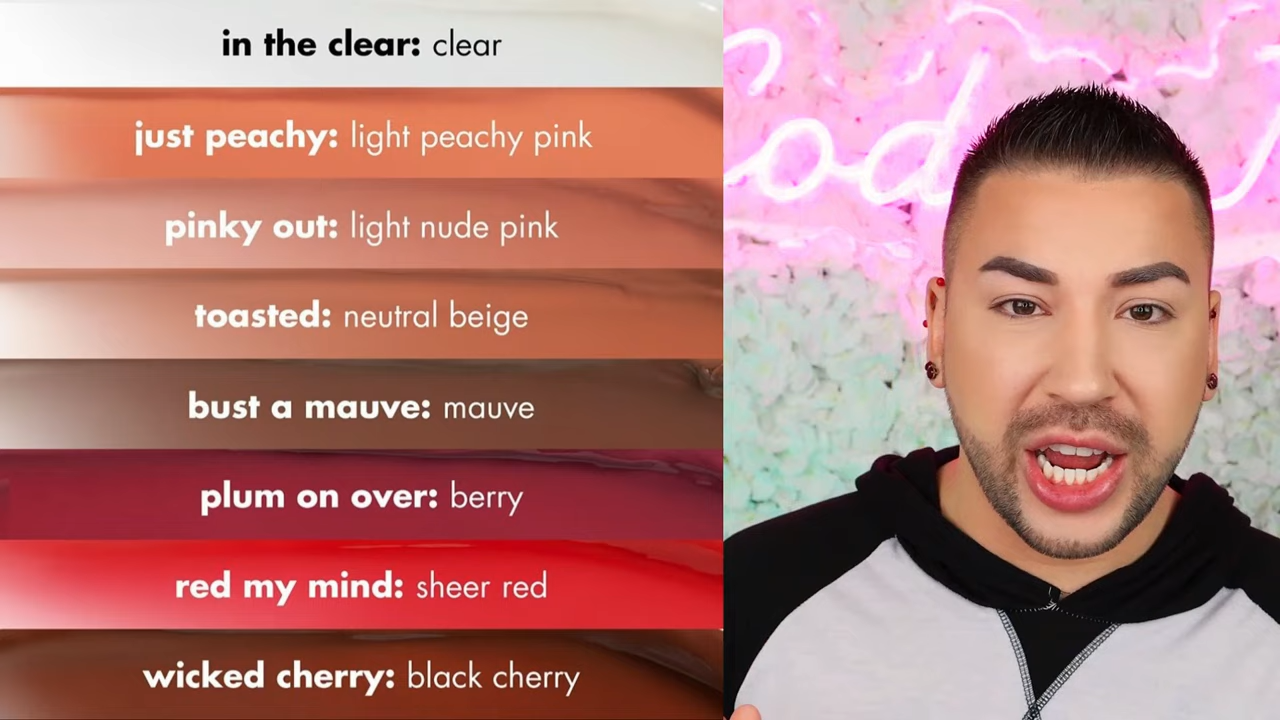 in the clear: clear
just peachy: light peachy pink
pinky out: light nude pink
toasted: neutral beige
bust a mauve: mauve
plum on over: berry
red my mind: sheer red
wicked cherry: black cherry